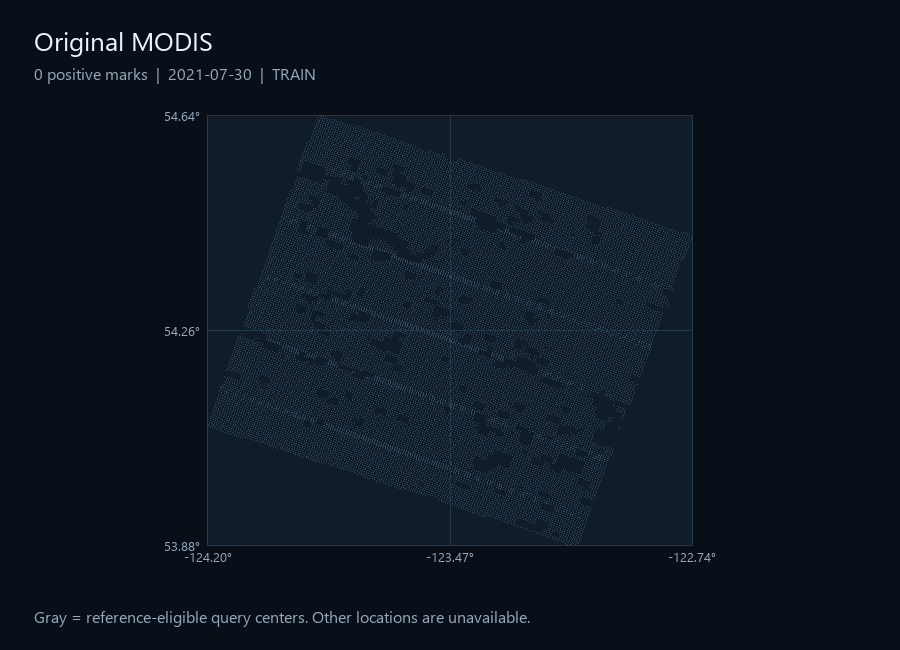 Original MODIS
0 positive marks | 2021-07-30 | TRAIN
54.64°
54.26°
53.88°
-124.20°
-123.47°
-122.74°
Gray = reference-eligible query centers. Other locations are unavailable.